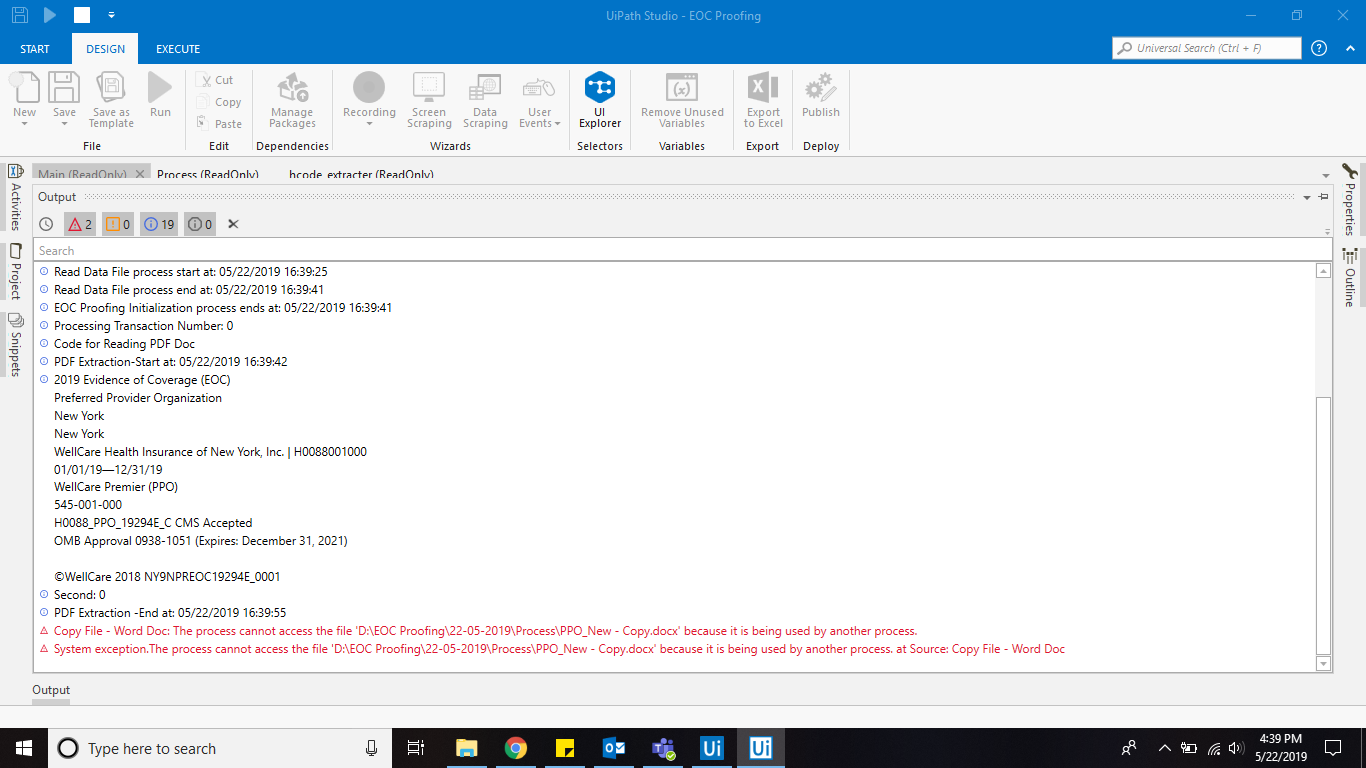 UiPath Studio - EOC Proofing
START
DESIGN
EXECUTE
Universal Search (Ctrl + F)
New
Save
Save as
Template
Run
File
Cut
Copy
Paste
Edit
Manage
Packages
Dependencies
Recording
Screen
Scraping
Data
Scraping
User
Events
Wizards
UI
Explorer
Selectors
Remove Unused
Variables
Variables
Export
to Excel
Export
Publish
Deploy
Main (ReadOnly)
Process (ReadOnly)
hcode_extracter (ReadOnly)
Activities
Project
Snippets
Properties
Outline
Output
2
0
19
0
Search
Read Data File process start at: 05/22/2019 16:39:25
Read Data File process end at: 05/22/2019 16:39:41
EOC Proofing Initialization process ends at: 05/22/2019 16:39:41
Processing Transaction Number: 0
Code for Reading PDF Doc
PDF Extraction-Start at: 05/22/2019 16:39:42
2019 Evidence of Coverage (EOC)
Preferred Provider Organization
New York
New York
WellCare Health Insurance of New York, Inc. | H0088001000
01/01/19—12/31/19
WellCare Premier (PPO)
545-001-000
H0088_PPO_19294E_C CMS Accepted
OMB Approval 0938-1051 (Expires: December 31, 2021)
©WellCare 2018 NY9NPREOC19294E_0001
Second: 0
PDF Extraction -End at: 05/22/2019 16:39:55
Copy File - Word Doc: The process cannot access the file 'D:\EOC Proofing\22-05-2019\Process\PPO_New - Copy.docx' because it is being used by another process.
System exception.The process cannot access the file 'D:\EOC Proofing\22-05-2019\Process\PPO_New - Copy.docx' because it is being used by another process. at Source: Copy File - Word Doc
Output
Type here to search
Ui
Ui
4:39 PM
5/22/2019